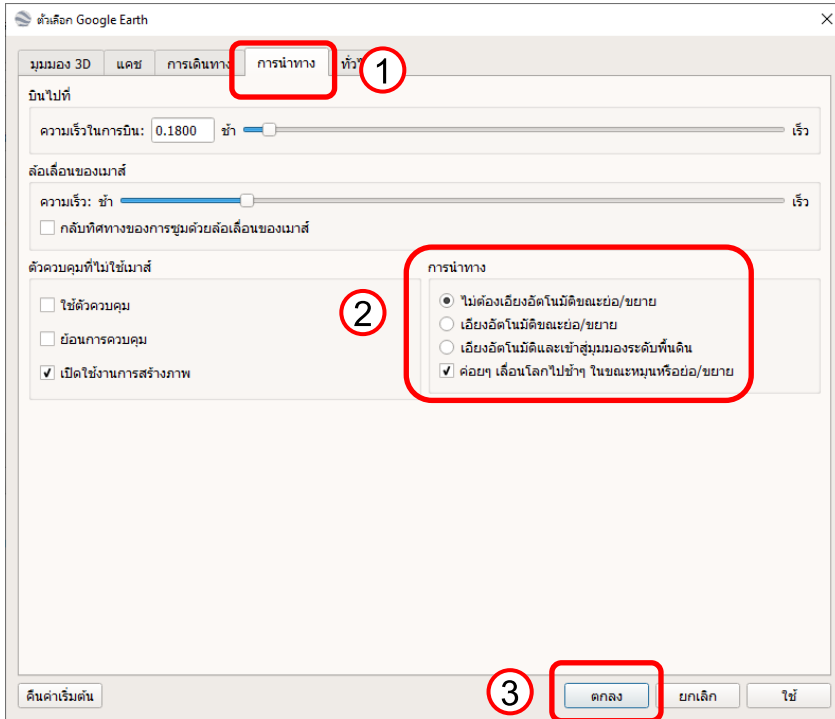 ตัวเลือก Google Earth
มุมมอง 3D แคช การเดินทาง การนำทาง
1
บินไปที่
ความเร็วในการบิน: 0.1800 ช้า เร็ว
ล้อเลื่อนของเมาส์
ความเร็ว: ช้า เร็ว
กลับทิศทางของการซูมด้วยล้อเลื่อนของเมาส์
ตัวควบคุมที่ไม่ใช้เมาส์
ใช้ตัวควบคุม
ย้อนการควบคุม
เปิดใช้งานการสร้างภาพ
2
การนำทาง
ไม่ต้องเอียงอัตโนมัติขณะย่อ/ขยาย
เอียงอัตโนมัติขณะย่อ/ขยาย
เอียงอัตโนมัติและเข้าสู่มุมมองระดับพื้นดิน
ค่อยๆ เลื่อนโลกไปช้าๆ ในขณะหมุนหรือย่อ/ขยาย
คืนค่าเริ่มต้น
3
ตกลง ยกเลิก ใช้